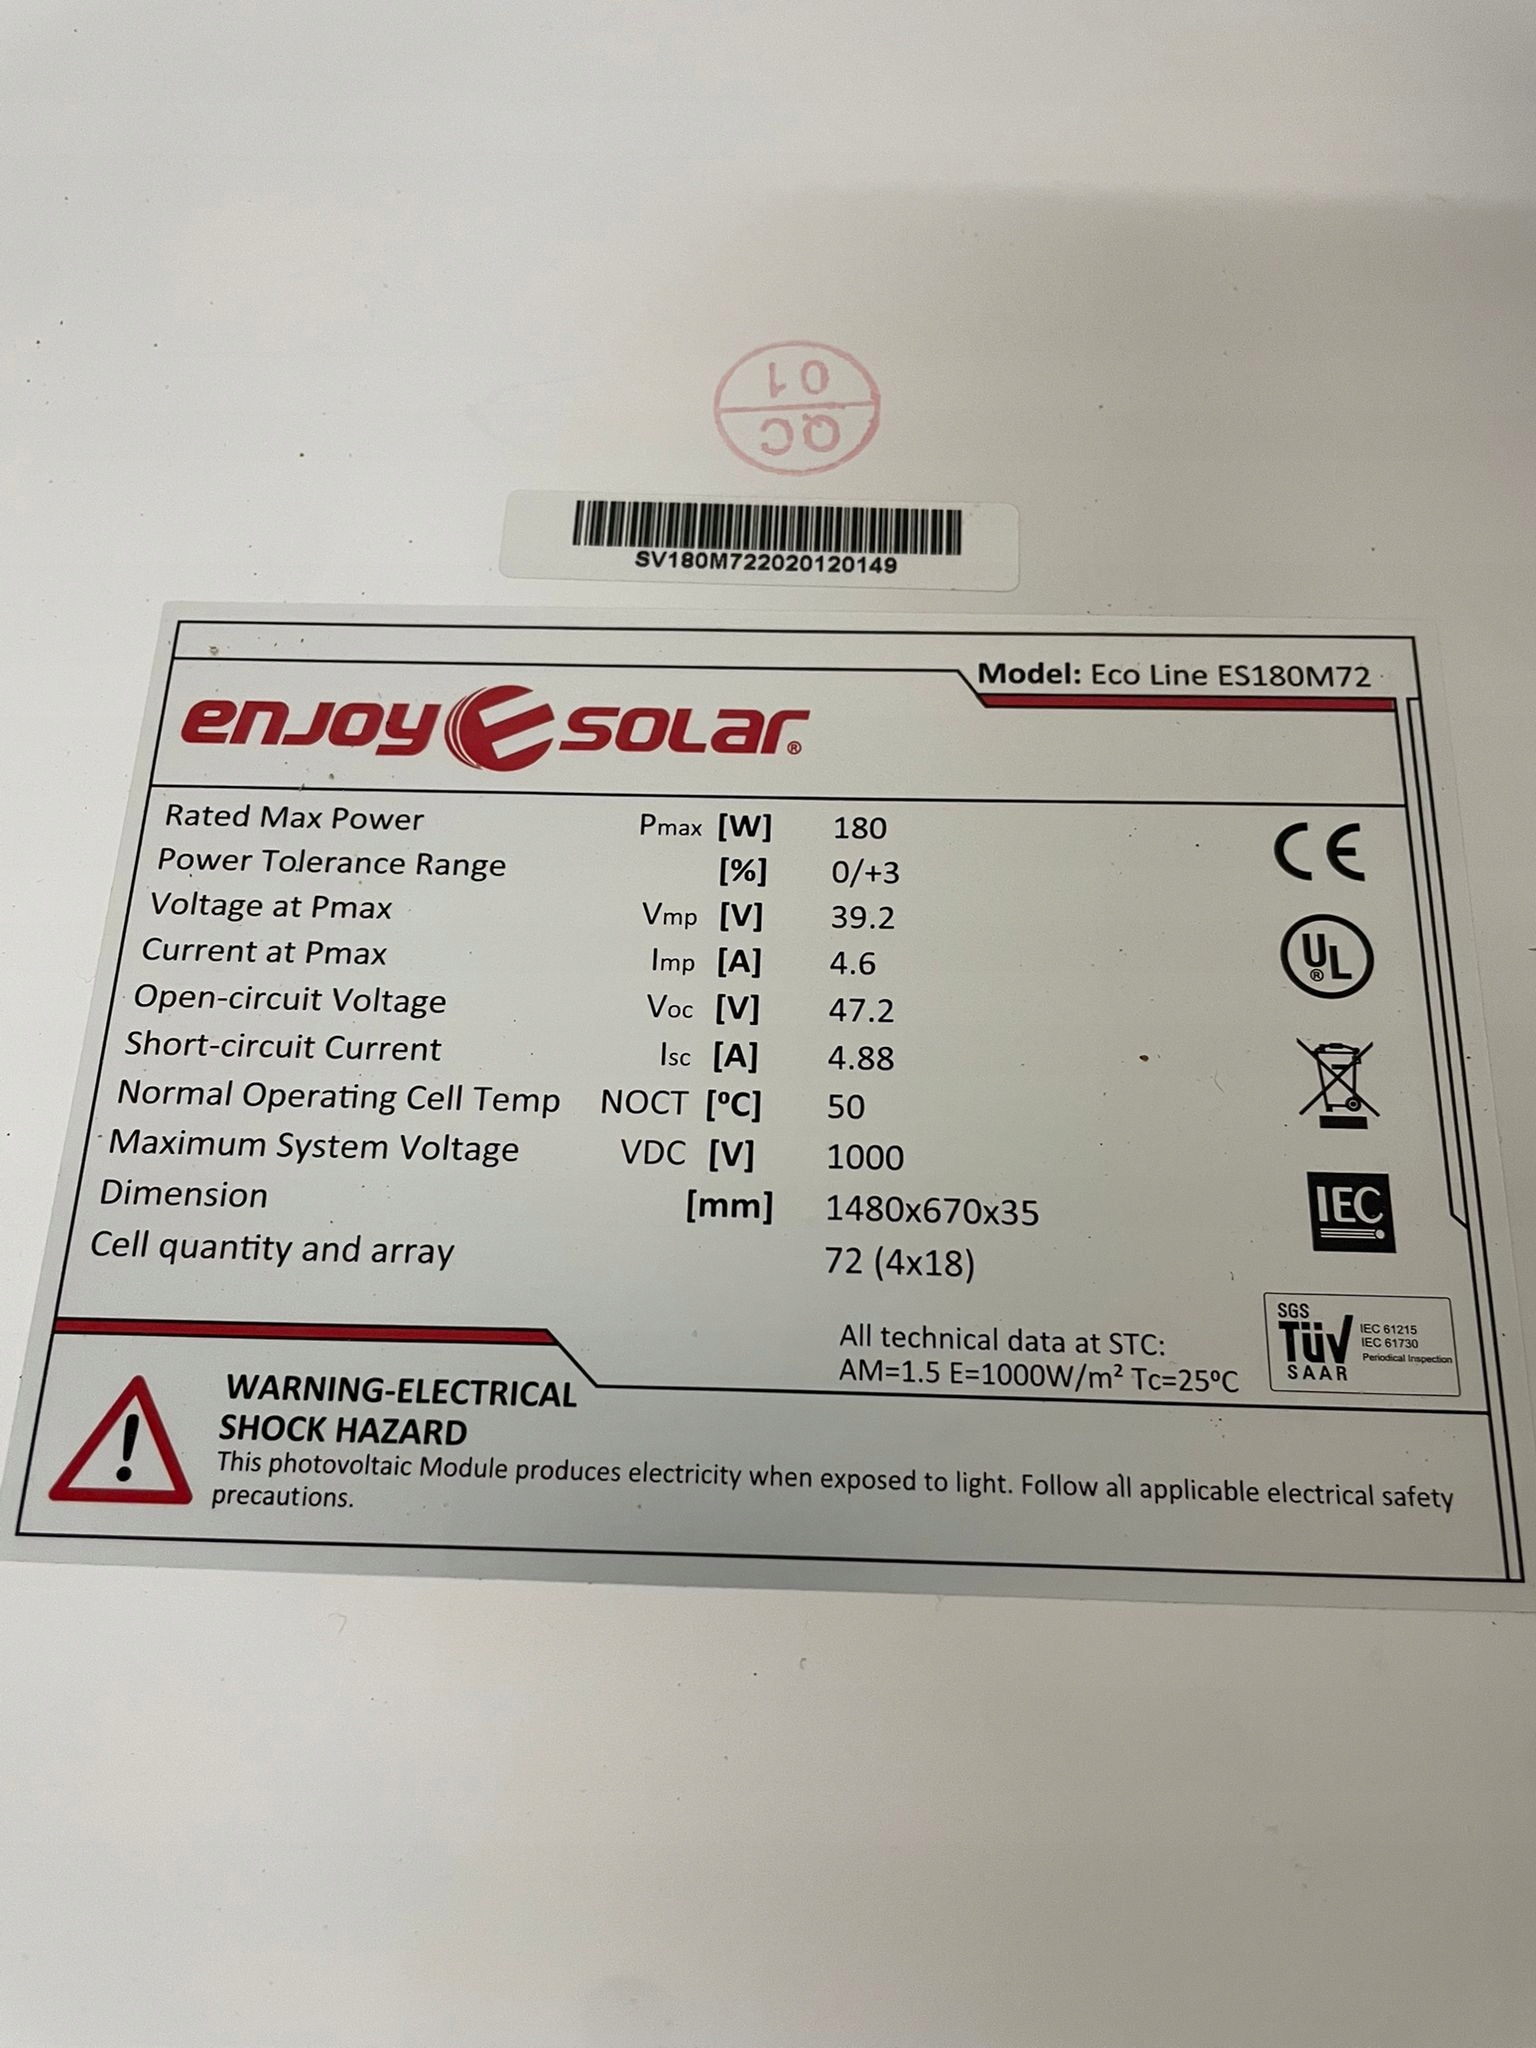 QC
01
SV180M722020120149
Model: Eco Line ES180M72
enjoy solar®
Rated Max Power Pmax [W] 180
Power Tolerance Range [%] 0/+3
Voltage at Pmax Vmp [V] 39.2
Current at Pmax Imp [A] 4.6
Open-circuit Voltage Voc [V] 47.2
Short-circuit Current Isc [A] 4.88
Normal Operating Cell Temp NOCT [ºC] 50
Maximum System Voltage VDC [V] 1000
Dimension [mm] 1480x670x35
Cell quantity and array 72 (4x18)
CE
UL®
IEC
All technical data at STC:
AM=1.5 E=1000W/m² Tc=25ºC
SGS
TÜV
SAAR
IEC 61215
IEC 61730
Periodical Inspection
WARNING-ELECTRICAL
SHOCK HAZARD
This photovoltaic Module produces electricity when exposed to light. Follow all applicable electrical safety
precautions.